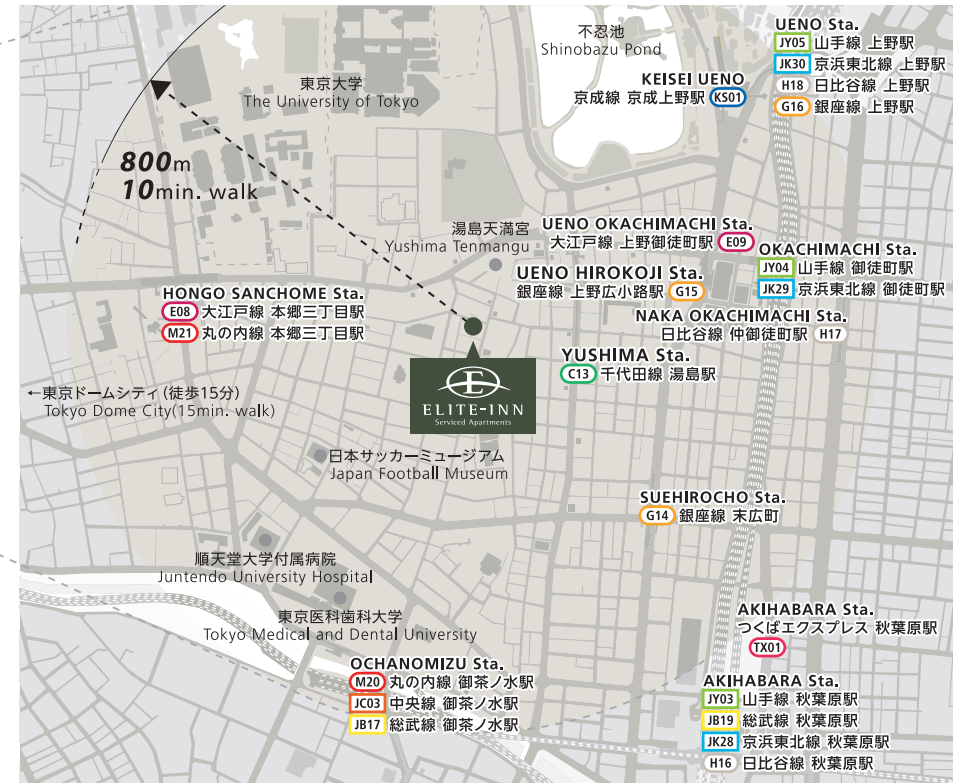 不忍池
Shinobazu Pond
UENO Sta.
JY05 山手線 上野駅
JK30 京浜東北線 上野駅
H18 日比谷線 上野駅
G16 銀座線 上野駅
KEISEI UENO
京成線 京成上野駅 KS01
東京大学
The University of Tokyo
800m
10min. walk
湯島天満宮
Yushima Tenmangu
UENO OKACHIMACHI Sta.
大江戸線 上野御徒町駅 E09
OKACHIMACHI Sta.
JY04 山手線 御徒町駅
JK29 京浜東北線 御徒町駅
UENO HIROKOJI Sta.
銀座線 上野広小路駅 G15
HONGO SANCHOME Sta.
E08 大江戸線 本郷三丁目駅
M21 丸の内線 本郷三丁目駅
NAKA OKACHIMACHI Sta.
日比谷線 仲御徒町駅 H17
YUSHIMA Sta.
C13 千代田線 湯島駅
←東京ドームシティ(徒歩15分)
Tokyo Dome City(15min. walk)
E
ELITE-INN
Serviced Apartments
日本サッカーミュージアム
Japan Football Museum
SUEHIROCHO Sta.
G14 銀座線 末広町
順天堂大学付属病院
Juntendo University Hospital
東京医科歯科大学
Tokyo Medical and Dental University
AKIHABARA Sta.
つくばエクスプレス 秋葉原駅
TX01
OCHANOMIZU Sta.
M20 丸の内線 御茶ノ水駅
JC03 中央線 御茶ノ水駅
JB17 総武線 御茶ノ水駅
AKIHABARA Sta.
JY03 山手線 秋葉原駅
JB19 総武線 秋葉原駅
JK28 京浜東北線 秋葉原駅
H16 日比谷線 秋葉原駅